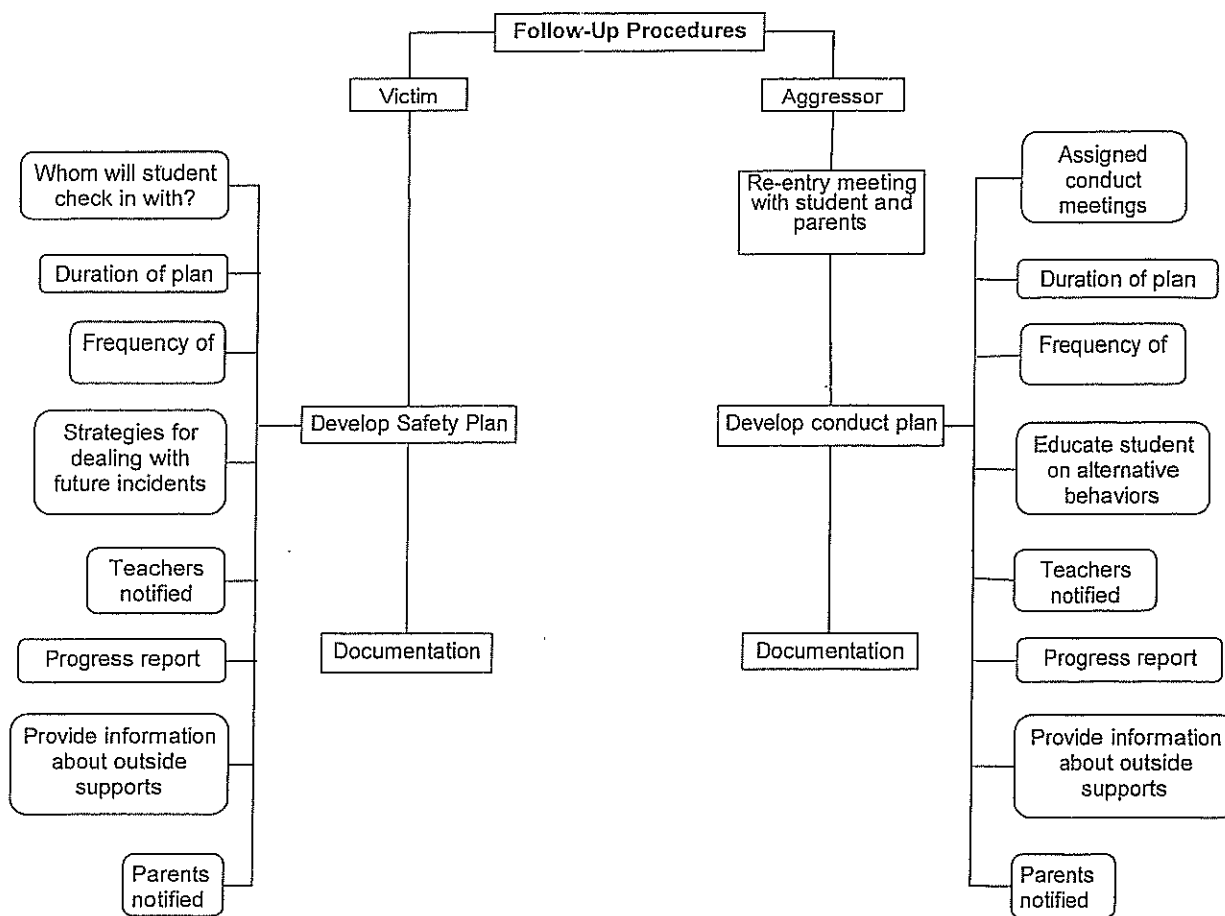 Follow-Up Procedures
Victim
Aggressor
Whom will student
check in with?
Duration of plan
Frequency of
Strategies for
dealing with
future incidents
Teachers
notified
Progress report
Provide information
about outside
supports
Parents
notified
Develop Safety Plan
Documentation
Re-entry meeting
with student and
parents
Develop conduct plan
Documentation
Assigned
conduct
meetings
Duration of plan
Frequency of
Educate student
on alternative
behaviors
Teachers
notified
Progress report
Provide information
about outside
supports
Parents
notified